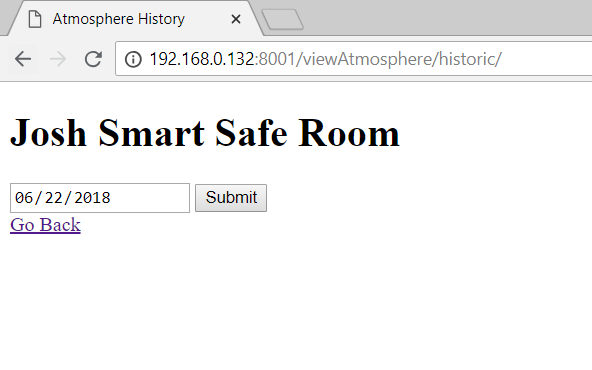 Atmosphere History
192.168.0.132:8001/viewAtmosphere/historic/
Josh Smart Safe Room
06/22/2018 Submit
Go Back